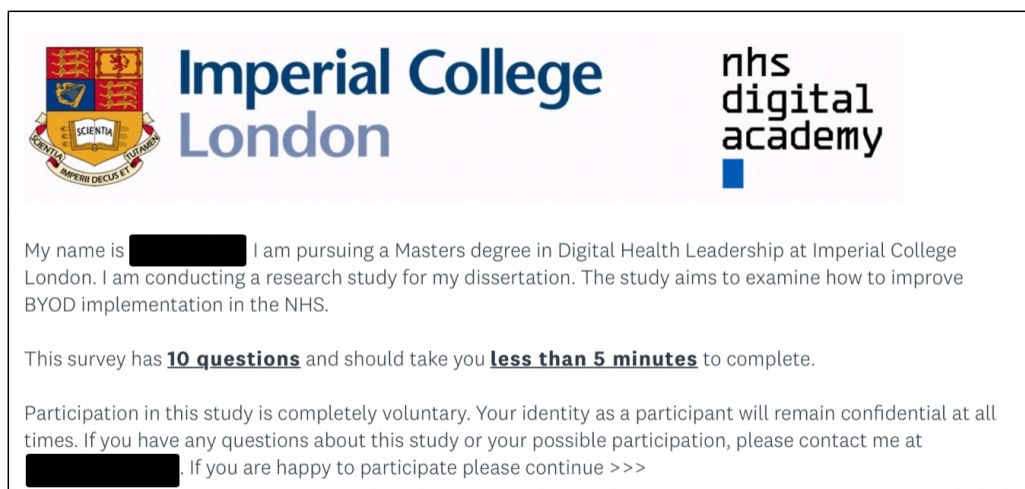 Imperial College
London
nhs
digital
academy
SCIENTIA
SCIENTIA
IMPERII DECUS ET
TUTAMEN
My name is I am pursuing a Masters degree in Digital Health Leadership at Imperial College
London. I am conducting a research study for my dissertation. The study aims to examine how to improve
BYOD implementation in the NHS.
This survey has 10 questions and should take you less than 5 minutes to complete.
Participation in this study is completely voluntary. Your identity as a participant will remain confidential at all
times. If you have any questions about this study or your possible participation, please contact me at
. If you are happy to participate please continue >>>